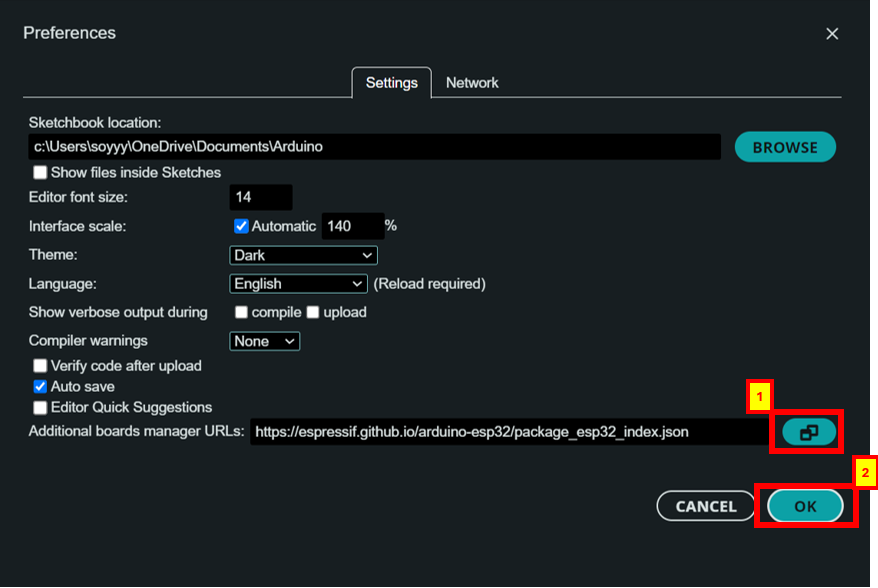 Preferences
Settings Network
Sketchbook location:
c:\Users\soyyy\OneDrive\Documents\Arduino BROWSE
Show files inside Sketches
Editor font size: 14
Interface scale: Automatic 140 %
Theme: Dark
Language: English (Reload required)
Show verbose output during compile upload
Compiler warnings None
Verify code after upload
Auto save
Editor Quick Suggestions
1
Additional boards manager URLs: https://espressif.github.io/arduino-esp32/package_esp32_index.json
2
CANCEL OK